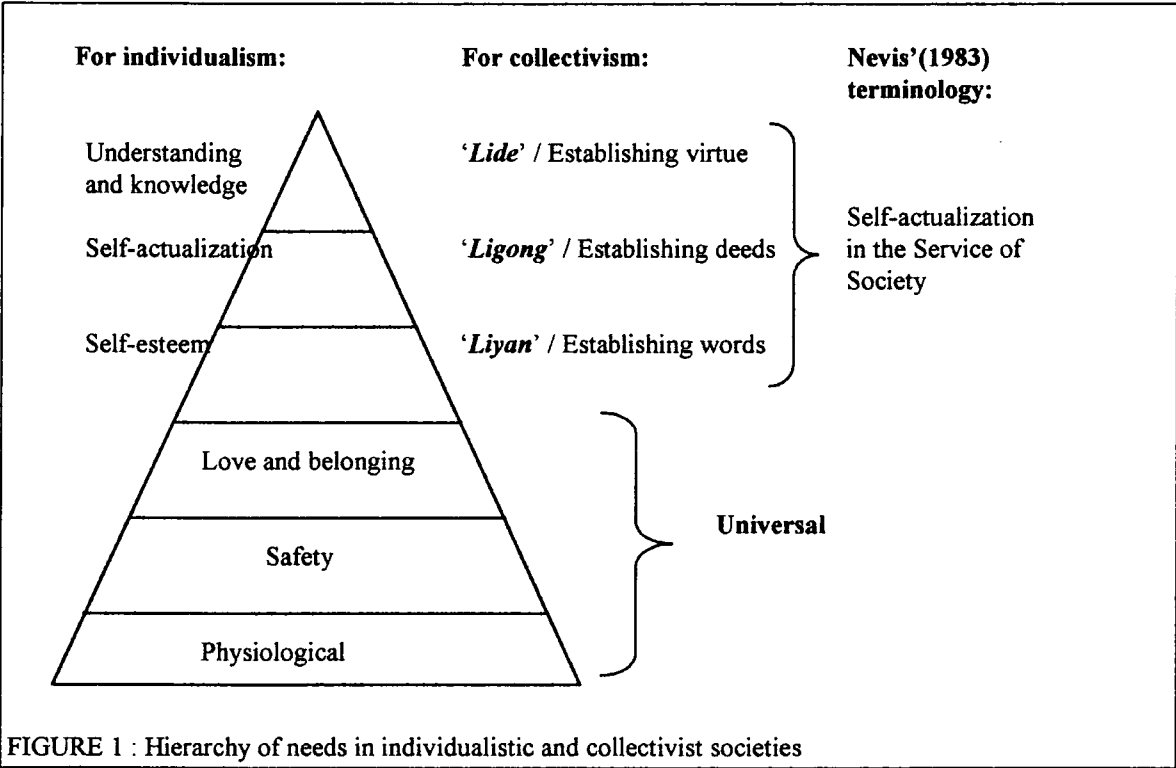 For individualism:
For collectivism:
Nevis'(1983)
terminology:
Understanding
and knowledge
'Lide' / Establishing virtue
Self-actualization
'Ligong' / Establishing deeds
Self-actualization
in the Service of
Society
Self-esteem
'Liyan' / Establishing words
Love and belonging
Universal
Safety
Physiological
FIGURE 1 : Hierarchy of needs in individualistic and collectivist societies